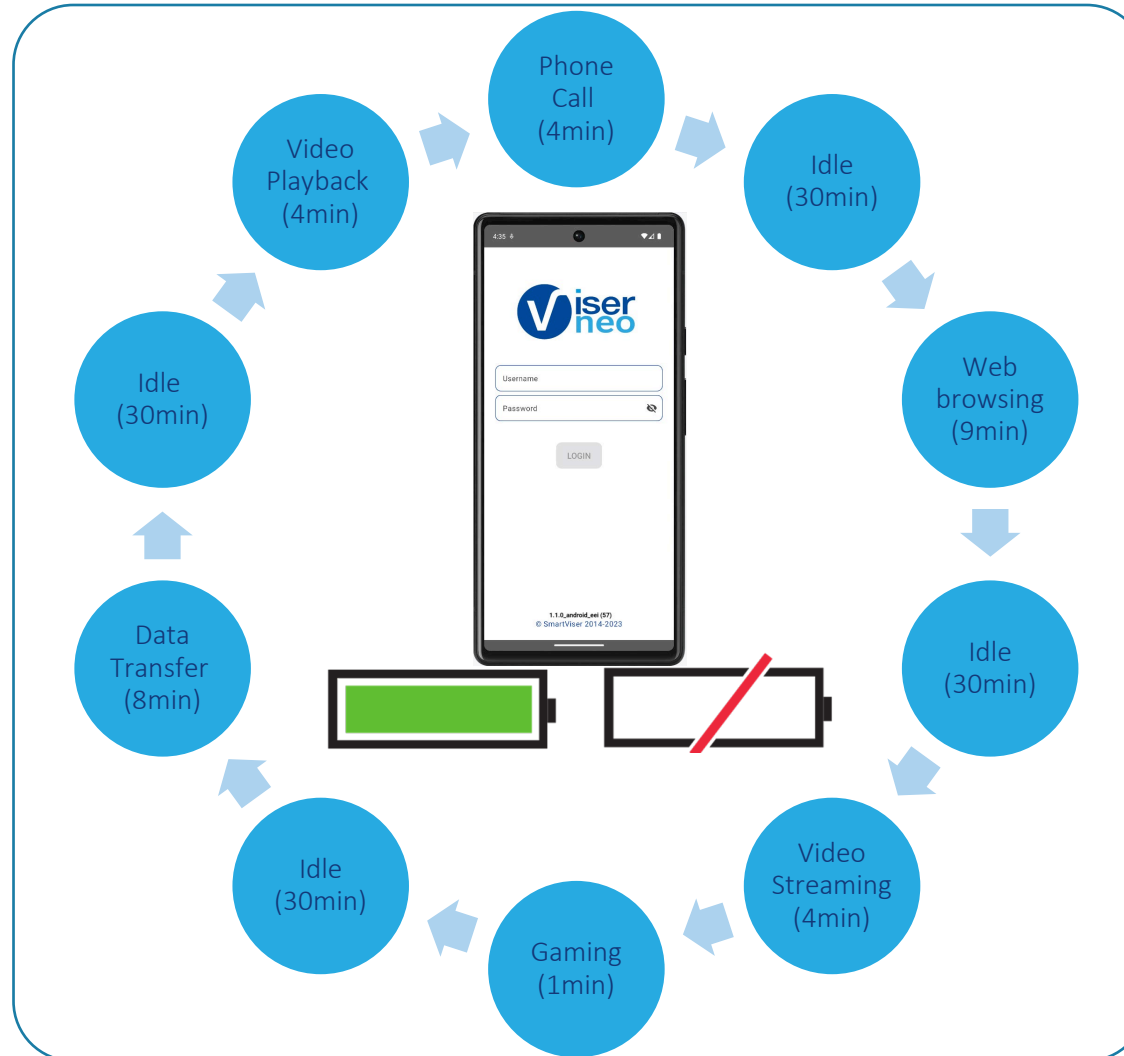 Phone
Call
(4min)
Idle
(30min)
Web
browsing
(9min)
Idle
(30min)
Video
Streaming
(4min)
Gaming
(1min)
Idle
(30min)
Data
Transfer
(8min)
Idle
(30min)
Video
Playback
(4min)
4:35
Viser
neo
Username
Password
LOGIN
1.1.0_android_eei (57)
© SmartViser 2014-2023